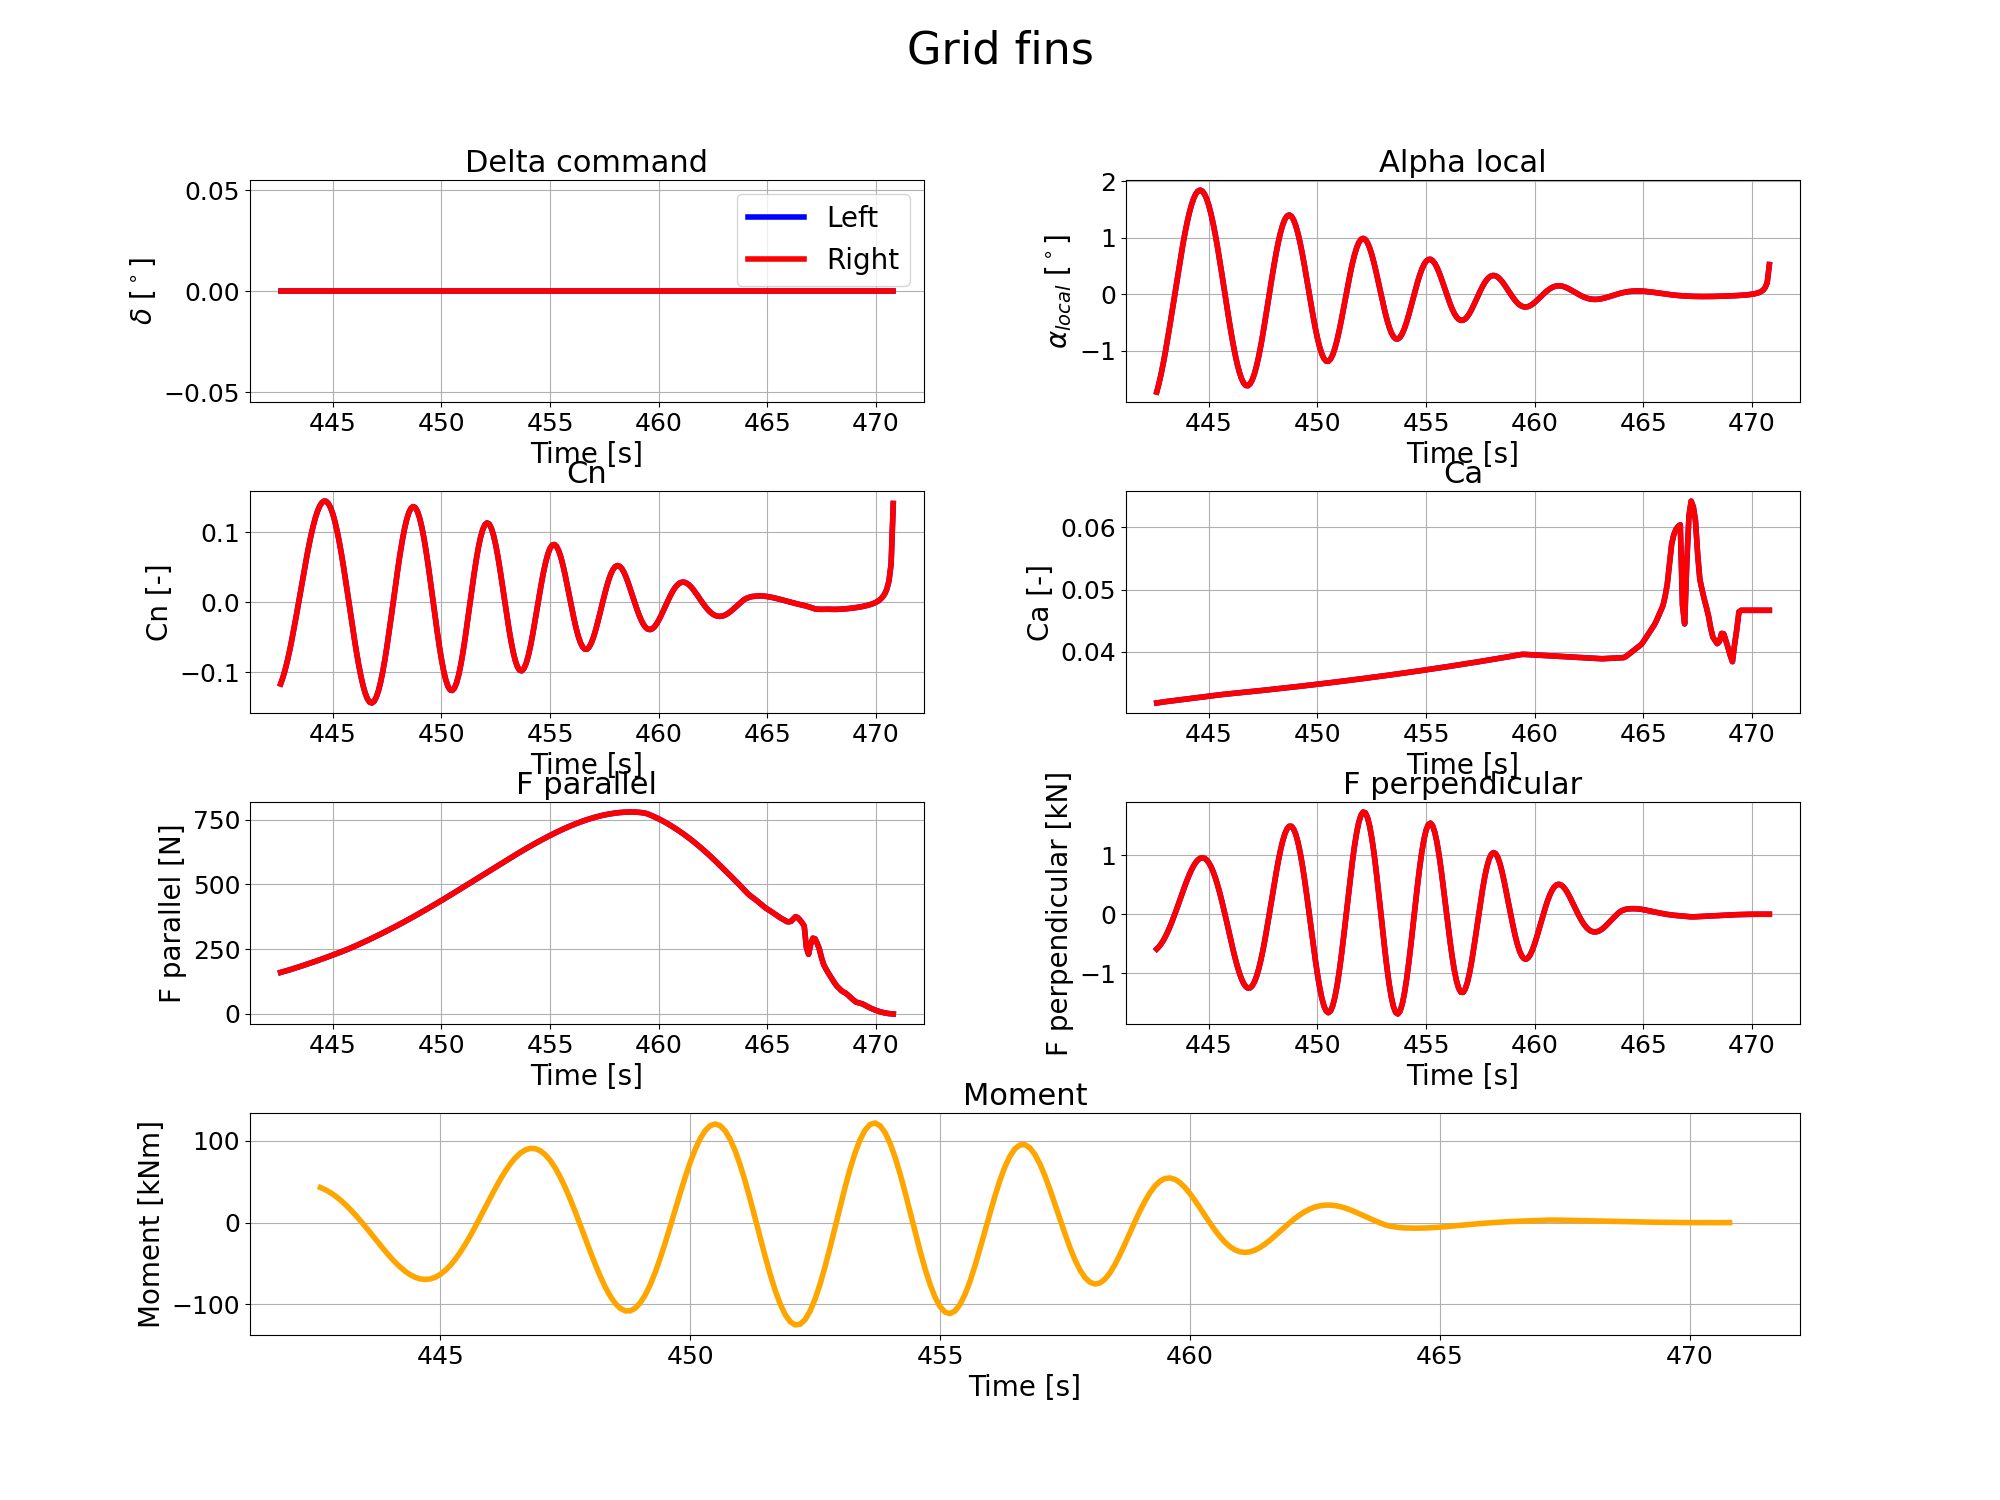 Grid fins
Delta command
δ [°]
0.05
0.00
−0.05
Left
Right
445 450 455 460 465 470
Time [s]
Alpha local
α_local [°]
2
1
0
−1
445 450 455 460 465 470
Time [s]
Cn
Cn [-]
0.1
0.0
−0.1
445 450 455 460 465 470
Time [s]
Ca
Ca [-]
0.06
0.05
0.04
445 450 455 460 465 470
Time [s]
F parallel
F parallel [N]
750
500
250
0
445 450 455 460 465 470
Time [s]
F perpendicular
F perpendicular [kN]
1
0
−1
445 450 455 460 465 470
Time [s]
Moment
Moment [kNm]
100
0
−100
445 450 455 460 465 470
Time [s]